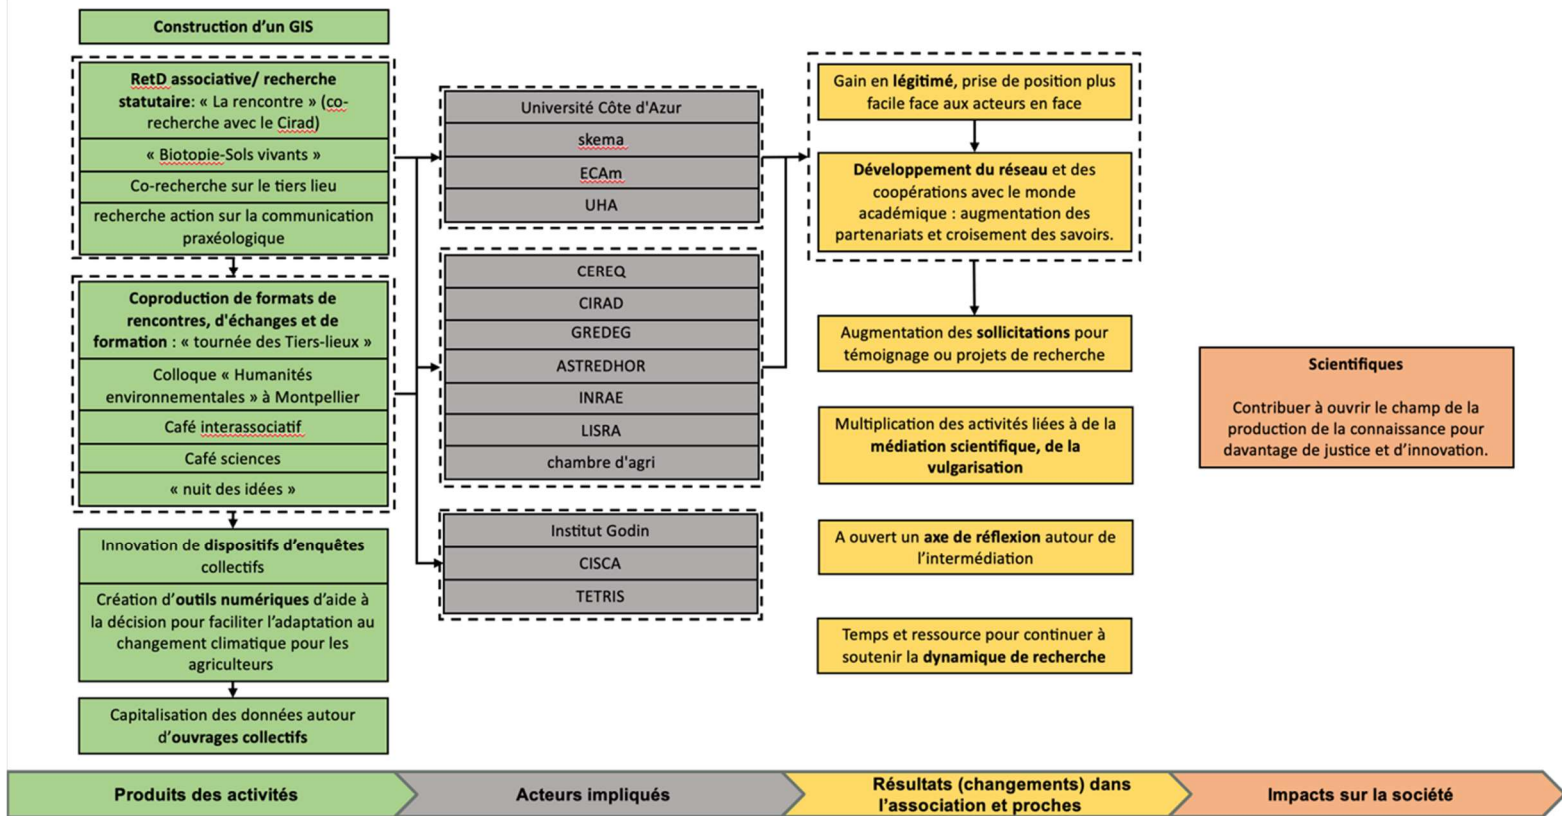 Construction d’un GIS
RetD associative/ recherche
statutaire: « La rencontre » (co-
recherche avec le Cirad)
« Biotopie-Sols vivants »
Co-recherche sur le tiers lieu
recherche action sur la communication
praxéologique
Coproduction de formats de
rencontres, d'échanges et de
formation : « tournée des Tiers-lieux »
Colloque « Humanités
environnementales » à Montpellier
Café interassociatif
Café sciences
« nuit des idées »
Innovation de dispositifs d’enquêtes
collectifs
Création d’outils numériques d’aide à
la décision pour faciliter l’adaptation au
changement climatique pour les
agriculteurs
Capitalisation des données autour
d’ouvrages collectifs
Université Côte d'Azur
skema
ECAm
UHA
CEREQ
CIRAD
GREDEG
ASTREDHOR
INRAE
LISRA
chambre d'agri
Institut Godin
CISCA
TETRIS
Gain en légitimé, prise de position plus
facile face aux acteurs en face
Développement du réseau et des
coopérations avec le monde
académique : augmentation des
partenariats et croisement des savoirs.
Augmentation des sollicitations pour
témoignage ou projets de recherche
Multiplication des activités liées à de la
médiation scientifique, de la
vulgarisation
A ouvert un axe de réflexion autour de
l’intermédiation
Temps et ressource pour continuer à
soutenir la dynamique de recherche
Scientifiques
Contribuer à ouvrir le champ de la
production de la connaissance pour
davantage de justice et d’innovation.
Produits des activités
Acteurs impliqués
Résultats (changements) dans
l’association et proches
Impacts sur la société